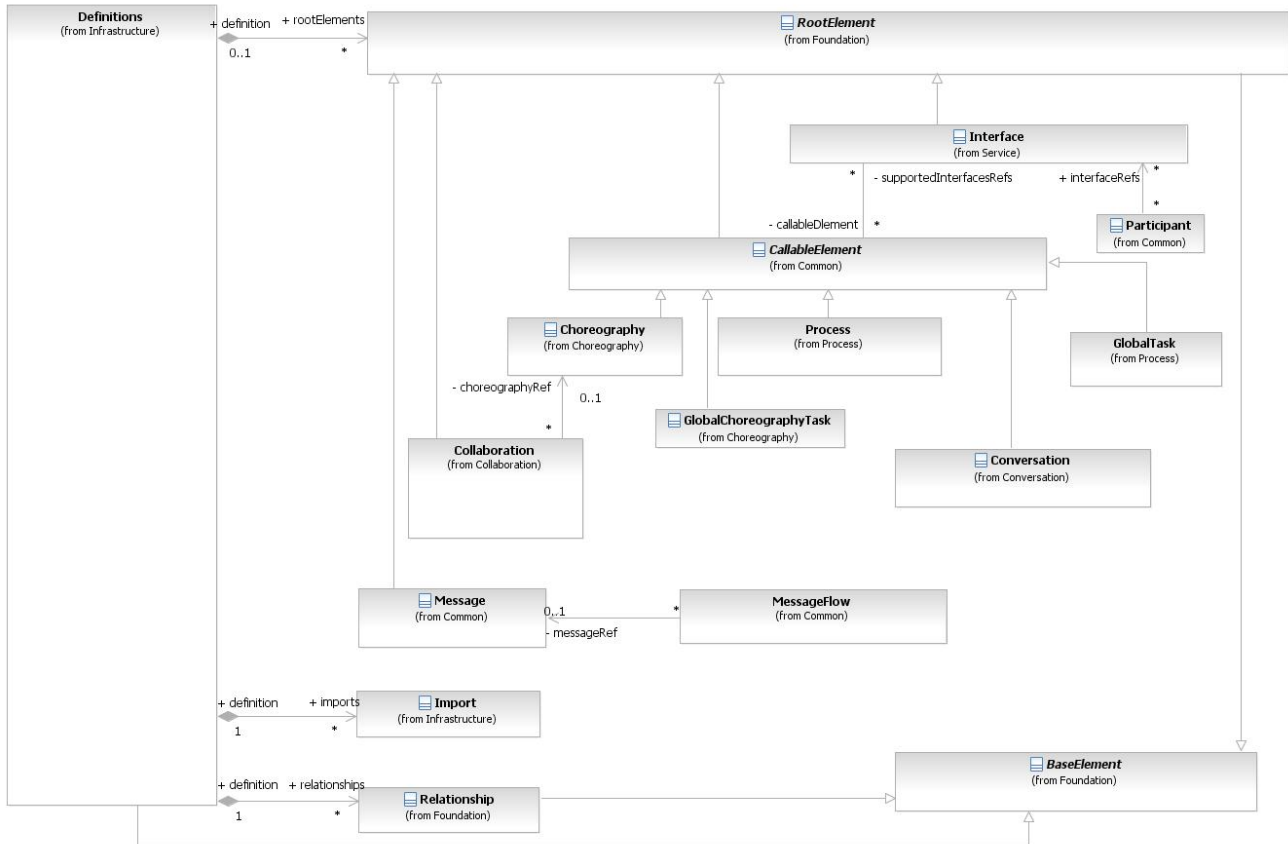 Definitions
(from Infrastructure)
+ definition
+ rootElements
0..1
*
RootElement
(from Foundation)
Interface
(from Service)
*
- supportedInterfacesRefs
+ interfaceRefs
*
- callableDlement
*
*
Participant
(from Common)
CallableElement
(from Common)
Choreography
(from Choreography)
Process
(from Process)
GlobalTask
(from Process)
- choreographyRef
0..1
*
GlobalChoreographyTask
(from Choreography)
Collaboration
(from Collaboration)
Conversation
(from Conversation)
Message
(from Common)
0..1
*
- messageRef
MessageFlow
(from Common)
+ definition
+ imports
1
*
Import
(from Infrastructure)
BaseElement
(from Foundation)
+ definition
+ relationships
1
*
Relationship
(from Foundation)